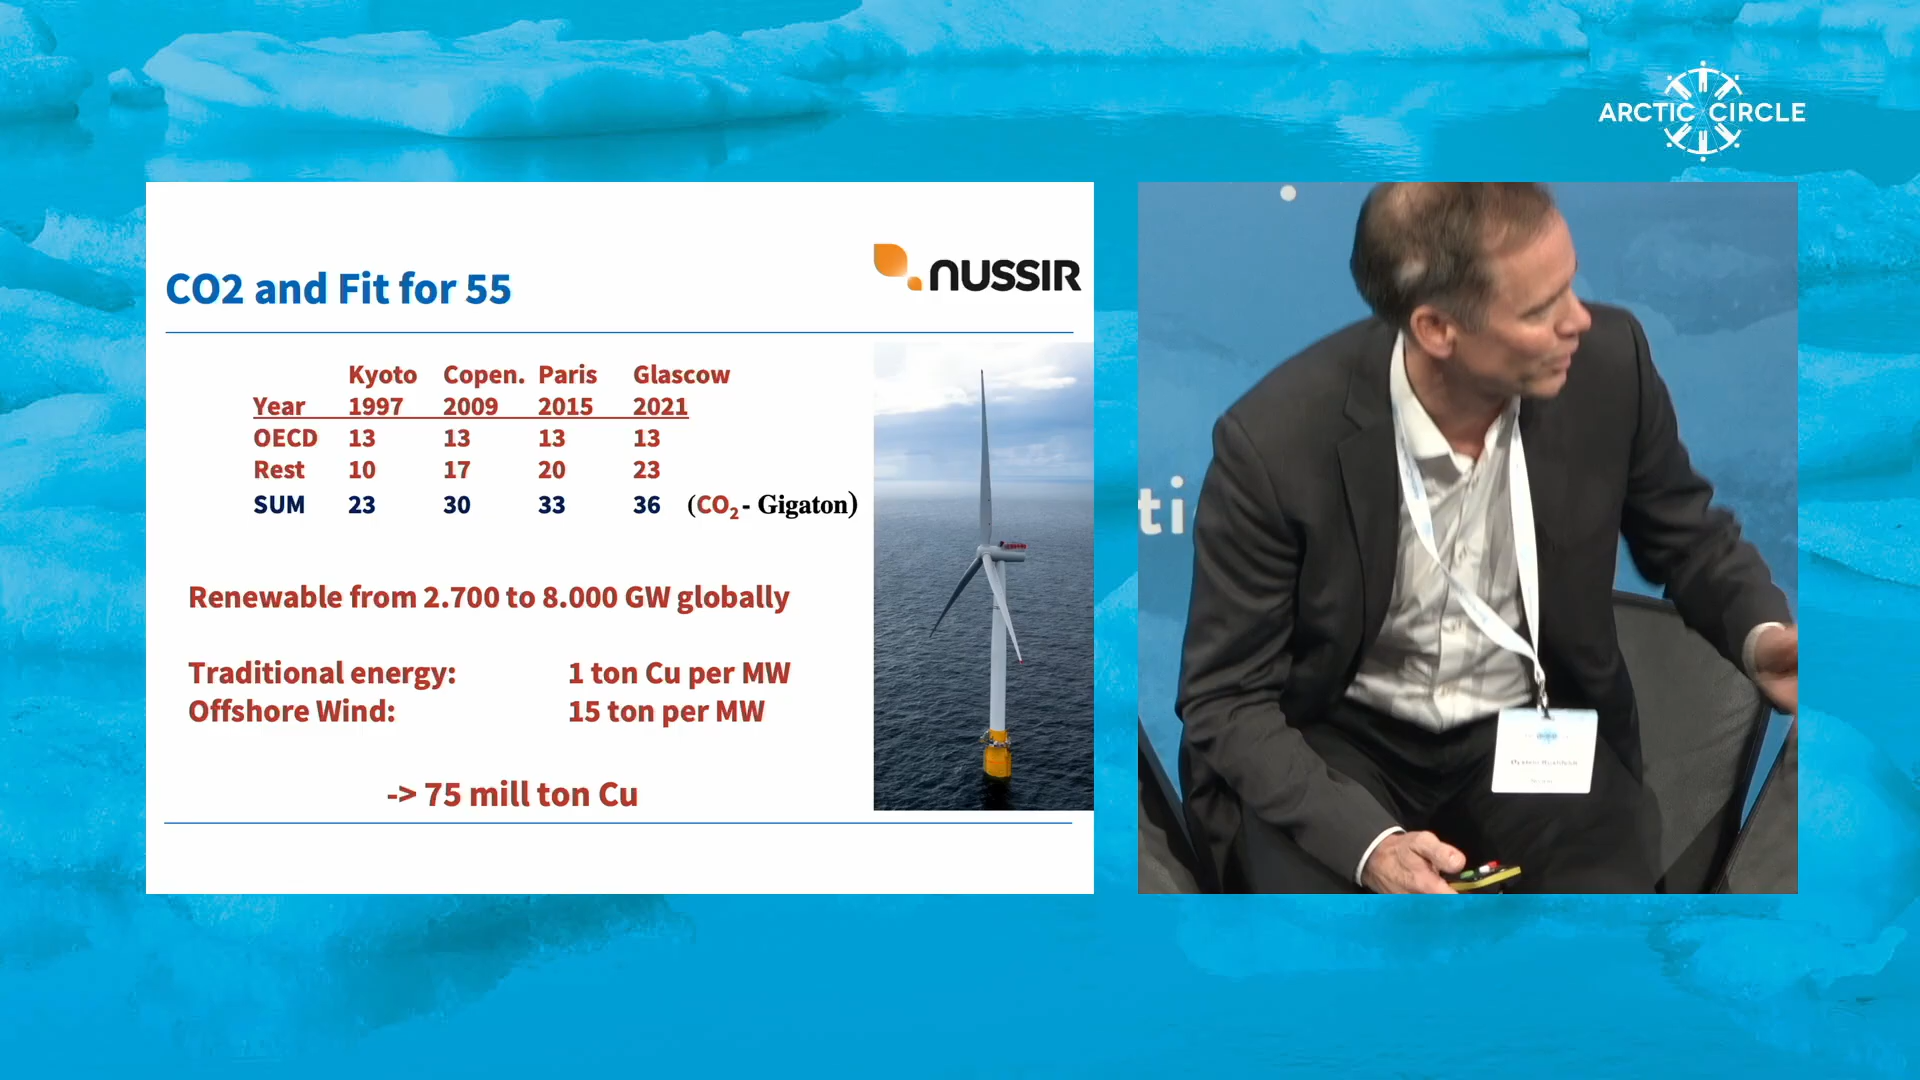 ARCTIC CIRCLE
nussir
CO2 and Fit for 55
Kyoto Copen. Paris Glascow
Year 1997 2009 2015 2021
OECD 13 13 13 13
Rest 10 17 20 23
SUM 23 30 33 36 (CO2 - Gigaton)
Renewable from 2.700 to 8.000 GW globally
Traditional energy: 1 ton Cu per MW
Offshore Wind: 15 ton per MW
-> 75 mill ton Cu
ti